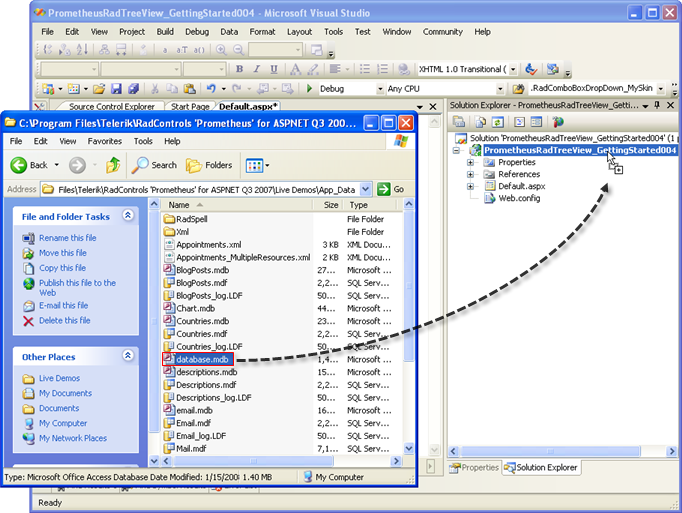 PrometheusRadTreeView_GettingStarted004 - Microsoft Visual Studio
File Edit View Project Build Debug Data Format Layout Tools Test Window Community Help
XHTML 1.0 Transitional (
Debug Any CPU .RadComboBoxDropDown_MySkin
Source Control Explorer Start Page Default.aspx*
C:\Program Files\Telerik\RadControls 'Prometheus' for ASPNET Q3 200...
File Edit View Favorites Tools Help
Back Search Folders
Address Files\Telerik\RadControls 'Prometheus' for ASPNET Q3 2007\Live Demos\App_Data Go
File and Folder Tasks
Rename this file
Move this file
Copy this file
Publish this file to the
Web
E-mail this file
Delete this file
Other Places
Live Demos
My Documents
Documents
My Computer
My Network Places
Name Size Type
RadSpell File Folder
Xml File Folder
Appointments.xml 3 KB XML Docu...
Appointments_MultipleResources.xml 2 KB XML Docu...
BlogPosts.mdb 27... Microsoft ...
BlogPosts.mdf 2,2... SQL Serv...
BlogPosts_log.LDF 50... SQL Serv...
Chart.mdb 44... Microsoft ...
Countries.mdb 23... Microsoft ...
Countries.mdf 2,2... SQL Serv...
Countries_log.LDF 50... SQL Serv...
database.mdb 1,4... Microsoft ...
descriptions.mdb 15... Microsoft ...
Descriptions.mdf 2,2... SQL Serv...
Descriptions_log.LDF 50... SQL Serv...
email.mdb 16... Microsoft ...
Email.mdf 2,2... SQL Serv...
Email_log.LDF 50... SQL Serv...
Mail.mdf 7,1... SQL Serv...
Type: Microsoft Office Access Database Date Modified: 1/15/200 1.40 MB My Computer
Solution Explorer - PrometheusRadTreeView_Getti...
Solution 'PrometheusRadTreeView_GettingStarted004' (1 p
PrometheusRadTreeView_GettingStarted004
Properties
References
Default.aspx
Web.config
Properties Solution Explorer
Ready